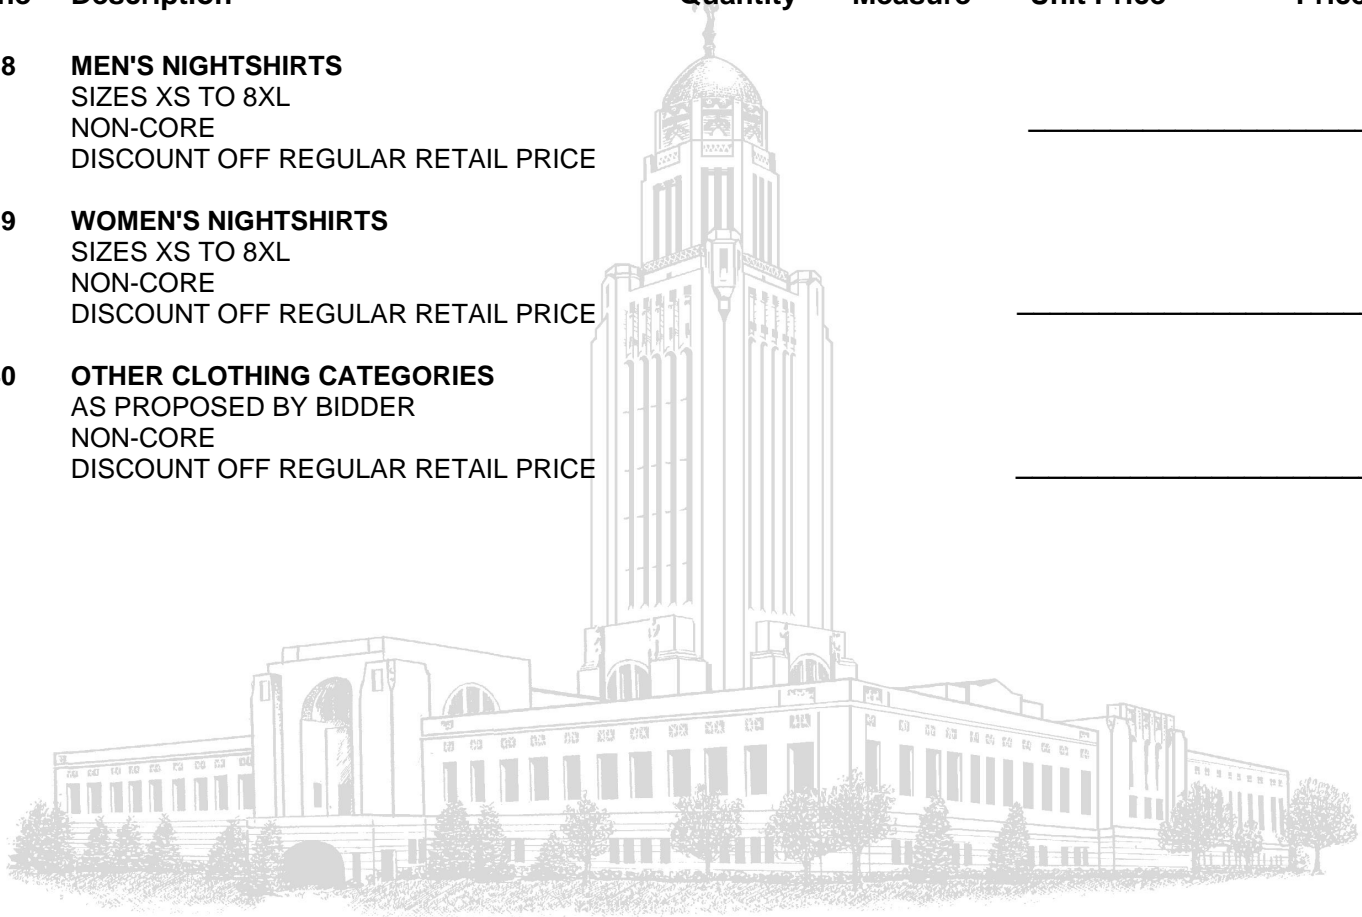 Description Quantity Measure Unit Price Price
8 MEN'S NIGHTSHIRTS
SIZES XS TO 8XL
NON-CORE
DISCOUNT OFF REGULAR RETAIL PRICE
9 WOMEN'S NIGHTSHIRTS
SIZES XS TO 8XL
NON-CORE
DISCOUNT OFF REGULAR RETAIL PRICE
0 OTHER CLOTHING CATEGORIES
AS PROPOSED BY BIDDER
NON-CORE
DISCOUNT OFF REGULAR RETAIL PRICE